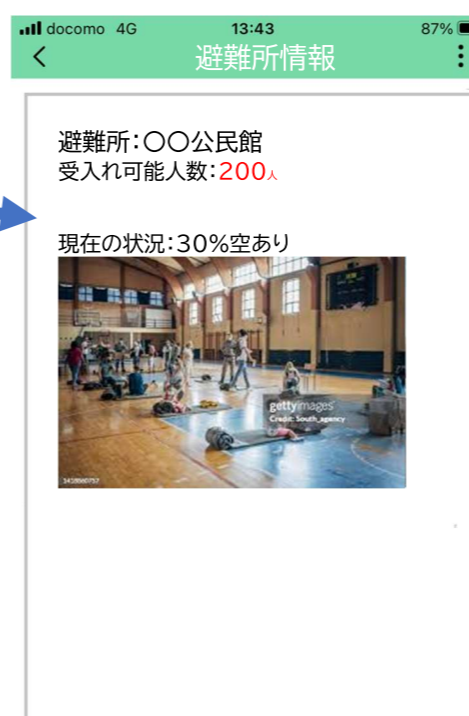 docomo 4G 13:43 87%
避難所情報
避難所:〇〇公民館
受入れ可能人数:200人
現在の状況:30%空あり
gettyimages
Credit: South_agency
1418660757